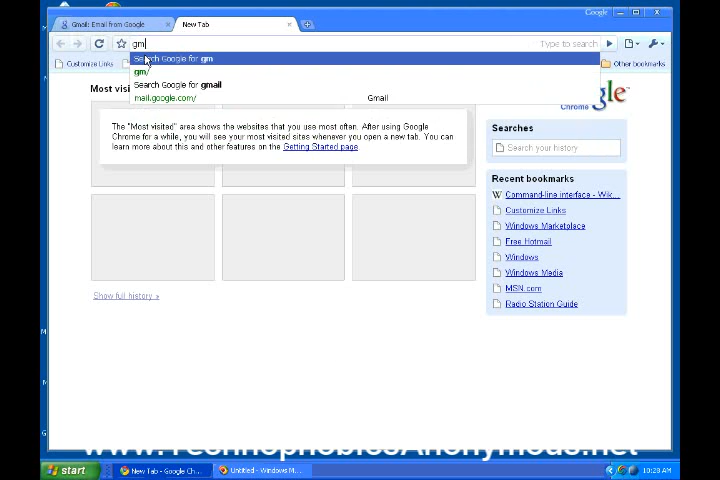 Google
Gmail: Email from Google
New Tab
gm
Type to search
Search Google for gm
gm/
Search Google for gmail
mail.google.com/ Gmail
Customize Links
Other bookmarks
Most visi
Chrome
The "Most visited" area shows the websites that you use most often. After using Google
Chrome for a while, you will see your most visited sites whenever you open a new tab. You
can learn more about this and other features on the Getting Started page.
Searches
Search your history
Recent bookmarks
W Command-line interface - Wik...
Customize Links
Windows Marketplace
Free Hotmail
Windows
Windows Media
MSN.com
Radio Station Guide
Show full history »
www.TechnophobicsAnonymous.net
start
New Tab - Google Ch...
Untitled - Windows M...
10:28 AM